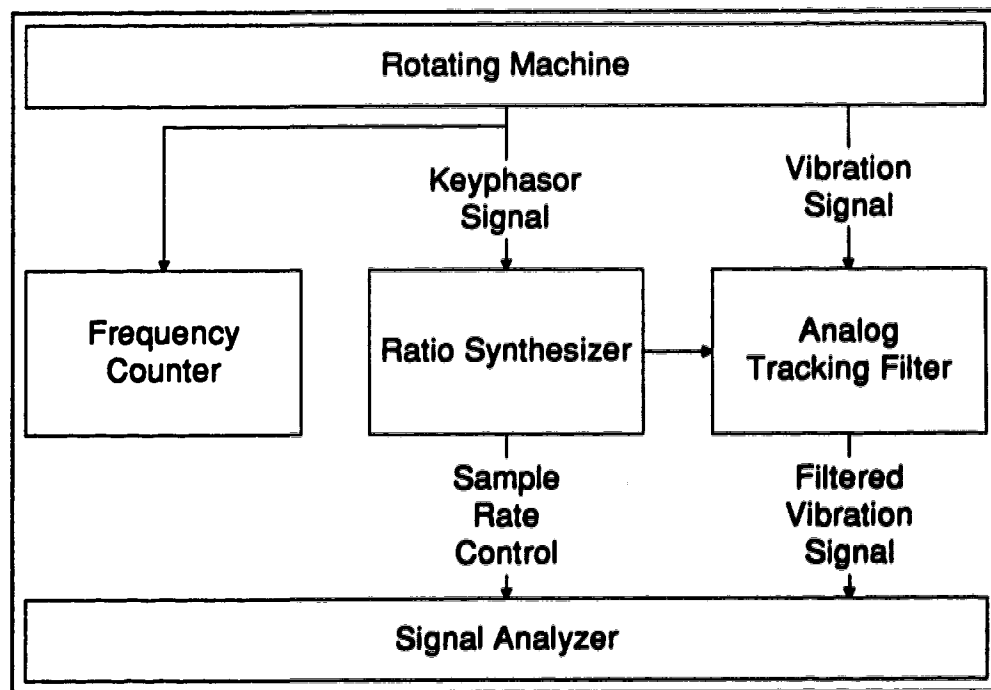 Rotating Machine
Keyphasor
Signal
Vibration
Signal
Frequency
Counter
Ratio Synthesizer
Analog
Tracking Filter
Sample
Rate
Control
Filtered
Vibration
Signal
Signal Analyzer